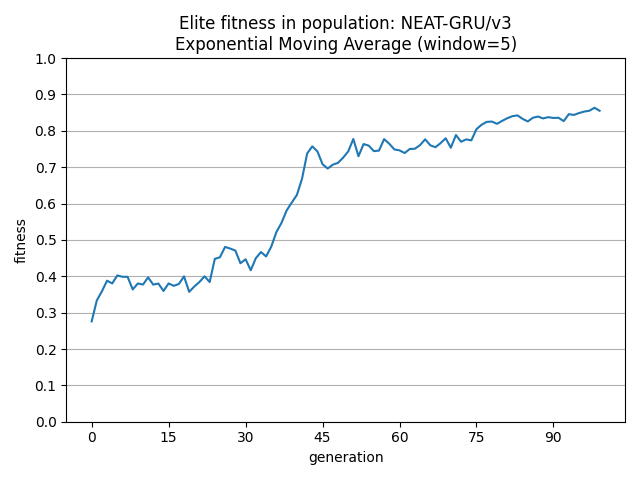 Elite fitness in population: NEAT-GRU/v3
Exponential Moving Average (window=5)
1.0
0.9
0.8
0.7
0.6
0.5
0.4
0.3
0.2
0.1
0.0
fitness
0 15 30 45 60 75 90
generation